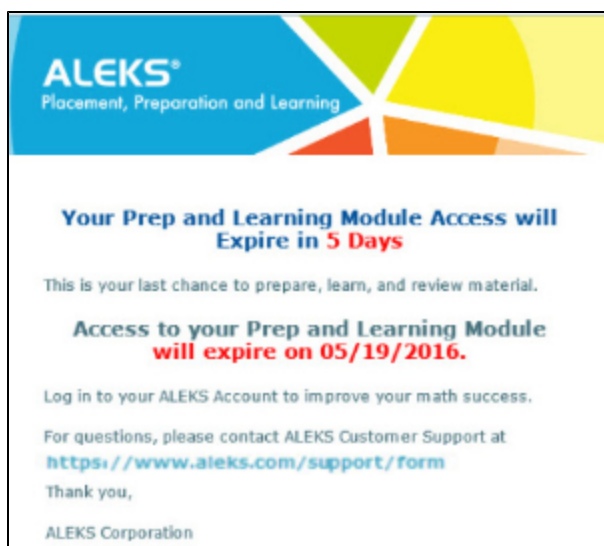 ALEKS®
Placement, Preparation and Learning
Your Prep and Learning Module Access will
Expire in 5 Days
This is your last chance to prepare, learn, and review material.
Access to your Prep and Learning Module
will expire on 05/19/2016.
Log in to your ALEKS Account to improve your math success.
For questions, please contact ALEKS Customer Support at
https://www.aleks.com/support/form
Thank you,
ALEKS Corporation